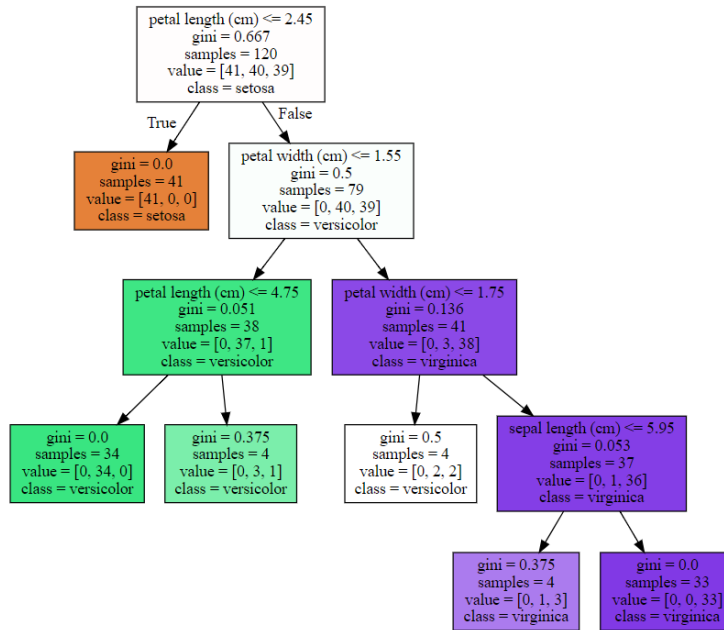 petal length (cm) <= 2.45
gini = 0.667
samples = 120
value = [41, 40, 39]
class = setosa
True
False
gini = 0.0
samples = 41
value = [41, 0, 0]
class = setosa
petal width (cm) <= 1.55
gini = 0.5
samples = 79
value = [0, 40, 39]
class = versicolor
petal length (cm) <= 4.75
gini = 0.051
samples = 38
value = [0, 37, 1]
class = versicolor
petal width (cm) <= 1.75
gini = 0.136
samples = 41
value = [0, 3, 38]
class = virginica
gini = 0.0
samples = 34
value = [0, 34, 0]
class = versicolor
gini = 0.375
samples = 4
value = [0, 3, 1]
class = versicolor
gini = 0.5
samples = 4
value = [0, 2, 2]
class = versicolor
sepal length (cm) <= 5.95
gini = 0.053
samples = 37
value = [0, 1, 36]
class = virginica
gini = 0.375
samples = 4
value = [0, 1, 3]
class = virginica
gini = 0.0
samples = 33
value = [0, 0, 33]
class = virginica